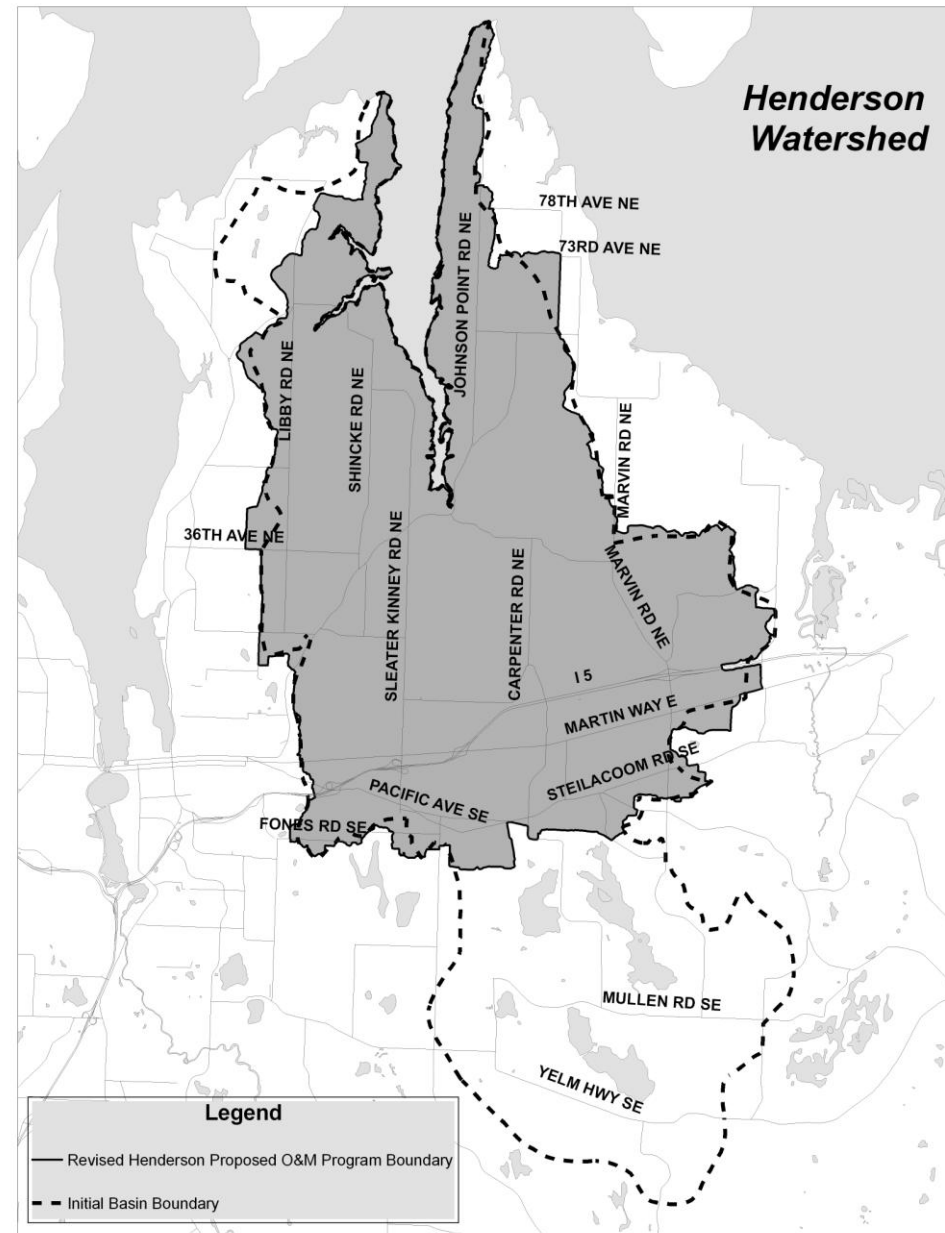 Henderson
Watershed
78TH AVE NE
73RD AVE NE
JOHNSON POINT RD NE
LIBBY RD NE
SHINCKE RD NE
MARVIN RD NE
36TH AVE NE
SLEATER KINNEY RD NE
CARPENTER RD NE
MARVIN RD NE
I 5
MARTIN WAY E
STEILACOOM RD SE
PACIFIC AVE SE
FONES RD SE
MULLEN RD SE
YELM HWY SE
Legend
Revised Henderson Proposed O&M Program Boundary
Initial Basin Boundary